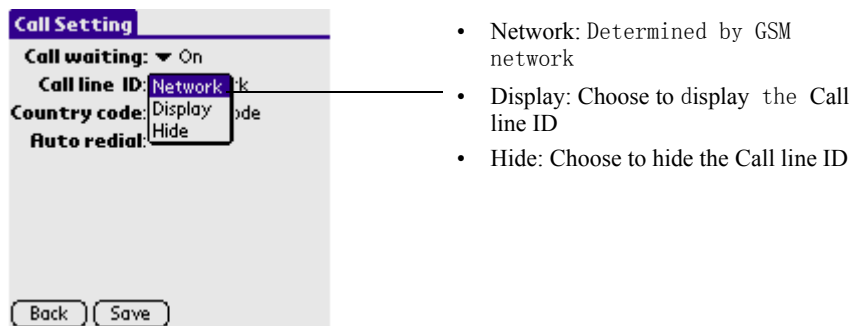 Call Setting
Call waiting: On
Call line ID: Network k
Country code: Display ode
Hide
Auto redial:
Back Save
• Network: Determined by GSM
network
• Display: Choose to display the Call
line ID
• Hide: Choose to hide the Call line ID